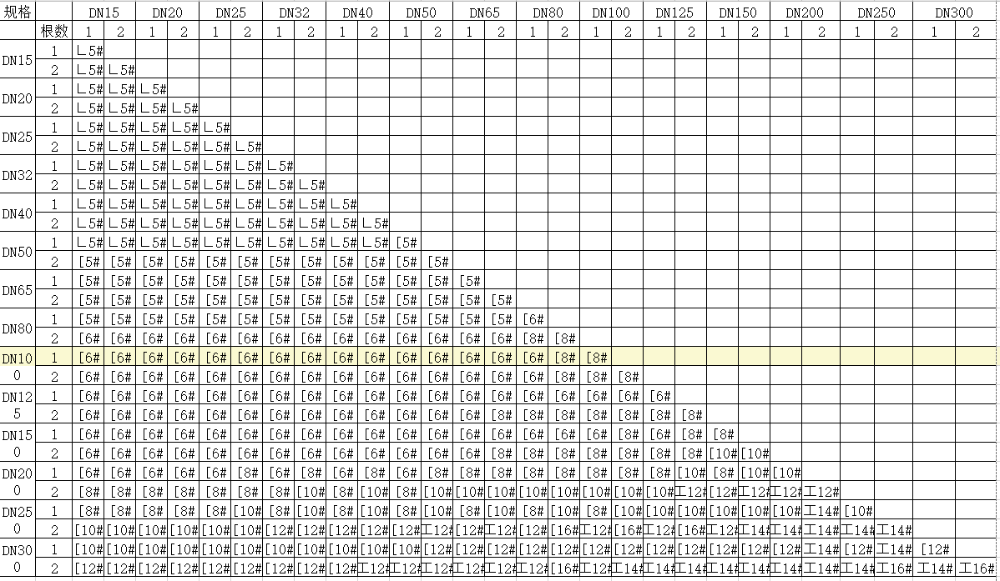 规格 DN15 DN20 DN25 DN32 DN40 DN50 DN65 DN80 DN100 DN125 DN150 DN200 DN250 DN300
根数 1 2 1 2 1 2 1 2 1 2 1 2 1 2 1 2 1 2 1 2 1 2 1 2 1 2 1 2
DN15 1 ∟5#
2 ∟5# ∟5#
DN20 1 ∟5# ∟5# ∟5#
2 ∟5# ∟5# ∟5# ∟5#
DN25 1 ∟5# ∟5# ∟5# ∟5# ∟5#
2 ∟5# ∟5# ∟5# ∟5# ∟5# ∟5#
DN32 1 ∟5# ∟5# ∟5# ∟5# ∟5# ∟5# ∟5#
2 ∟5# ∟5# ∟5# ∟5# ∟5# ∟5# ∟5# ∟5#
DN40 1 ∟5# ∟5# ∟5# ∟5# ∟5# ∟5# ∟5# ∟5# ∟5#
2 ∟5# ∟5# ∟5# ∟5# ∟5# ∟5# ∟5# ∟5# ∟5# ∟5#
DN50 1 ∟5# ∟5# ∟5# ∟5# ∟5# ∟5# ∟5# ∟5# ∟5# ∟5# [5#
2 [5# [5# [5# [5# [5# [5# [5# [5# [5# [5# [5# [5#
DN65 1 [5# [5# [5# [5# [5# [5# [5# [5# [5# [5# [5# [5# [5#
2 [5# [5# [5# [5# [5# [5# [5# [5# [5# [5# [5# [5# [5# [5#
DN80 1 [5# [5# [5# [5# [5# [5# [5# [5# [5# [5# [5# [5# [5# [5# [6#
2 [6# [6# [6# [6# [6# [6# [6# [6# [6# [6# [6# [6# [6# [6# [8# [8#
DN100 1 [6# [6# [6# [6# [6# [6# [6# [6# [6# [6# [6# [6# [6# [6# [6# [8# [8#
2 [6# [6# [6# [6# [6# [6# [6# [6# [6# [6# [6# [6# [6# [6# [6# [8# [8# [8#
DN125 1 [6# [6# [6# [6# [6# [6# [6# [6# [6# [6# [6# [6# [6# [6# [6# [6# [6# [6# [6#
2 [6# [6# [6# [6# [6# [6# [6# [6# [6# [6# [6# [6# [6# [8# [8# [8# [8# [8# [8# [8#
DN150 1 [6# [6# [6# [6# [6# [6# [6# [6# [6# [6# [6# [6# [6# [6# [6# [6# [6# [8# [6# [8# [8#
2 [6# [6# [6# [6# [6# [6# [6# [6# [6# [6# [6# [6# [6# [8# [8# [8# [8# [8# [8# [8# [10# [10#
DN200 1 [6# [6# [6# [6# [6# [8# [6# [8# [6# [8# [6# [8# [8# [8# [8# [8# [8# [8# [8# [10# [8# [10# [10#
2 [8# [8# [8# [8# [8# [8# [8# [10# [8# [10# [8# [10# [10# [10# [10# [10# [10# [10# [10# 工12# [12# 工12# 工12# 工12#
DN250 1 [8# [8# [8# [8# [8# [10# [8# [10# [8# [10# [8# [10# [8# [10# [8# [10# [8# [10# [10# [10# [10# [10# [10# 工14# [10#
2 [10# [10# [10# [10# [10# [10# [12# [12# [12# [12# [12# 工12# [12# 工12# [12# [16# 工12# [16# 工12# [16# 工12# 工14# 工14# 工14# 工14# 工14#
DN300 1 [10# [10# [10# [10# [10# [10# [10# [10# [10# [10# [10# [12# [12# [12# [12# [12# [12# [12# [12# [12# [12# [12# [12# 工14# [12# 工16# [12#
2 [12# [12# [12# [12# [12# [12# [12# [12# [12# 工12# [12# 工12# [12# 工12# [12# [16# 工12# 工14# 工14# 工14# 工14# 工14# 工14# 工14# 工14# 工16# 工14# 工16#